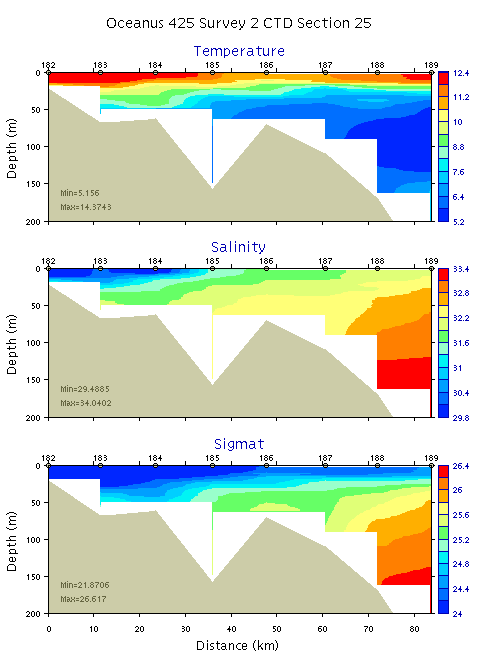 Oceanus 425 Survey 2 CTD Section 25
Temperature
182 183 184 185 186 187 188 189
0
50
100
150
200
Depth (m)
Min=5.156
Max=14.3743
12.4
11.2
10
8.8
7.6
6.4
5.2
Salinity
182 183 184 185 186 187 188 189
0
50
100
150
200
Depth (m)
Min=29.4885
Max=34.0402
33.4
32.8
32.2
31.6
31
30.4
29.8
Sigmat
182 183 184 185 186 187 188 189
0
50
100
150
200
Depth (m)
Min=21.8706
Max=26.617
26.4
26
25.6
25.2
24.8
24.4
24
0 10 20 30 40 50 60 70 80
Distance (km)